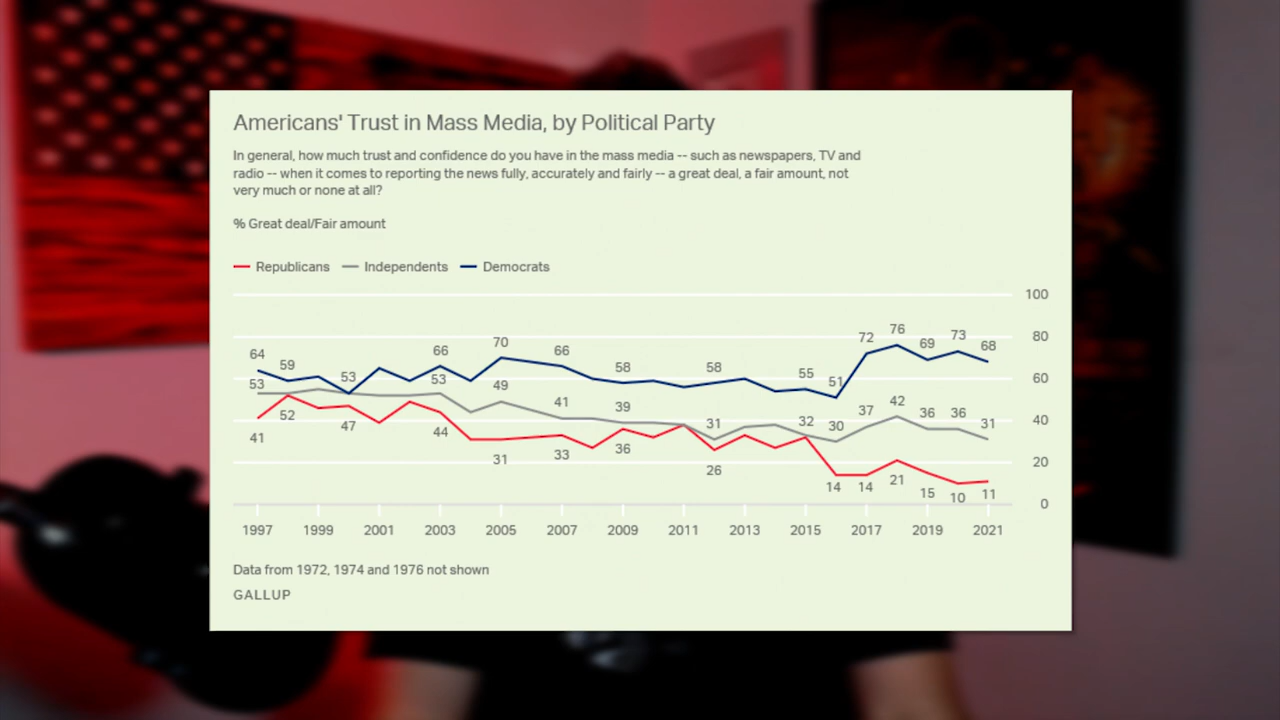 Americans' Trust in Mass Media, by Political Party
In general, how much trust and confidence do you have in the mass media -- such as newspapers, TV and
radio -- when it comes to reporting the news fully, accurately and fairly -- a great deal, a fair amount, not
very much or none at all?
% Great deal/Fair amount
Republicans Independents Democrats
100
80
60
40
20
0
64 59 53 66 70 66 58 58 55 51 72 76 69 73 68
53 53 49 41 39 31 32 30 37 42 36 36 31
41 52 47 44 31 33 36 26 14 14 21 15 10 11
1997 1999 2001 2003 2005 2007 2009 2011 2013 2015 2017 2019 2021
Data from 1972, 1974 and 1976 not shown
GALLUP